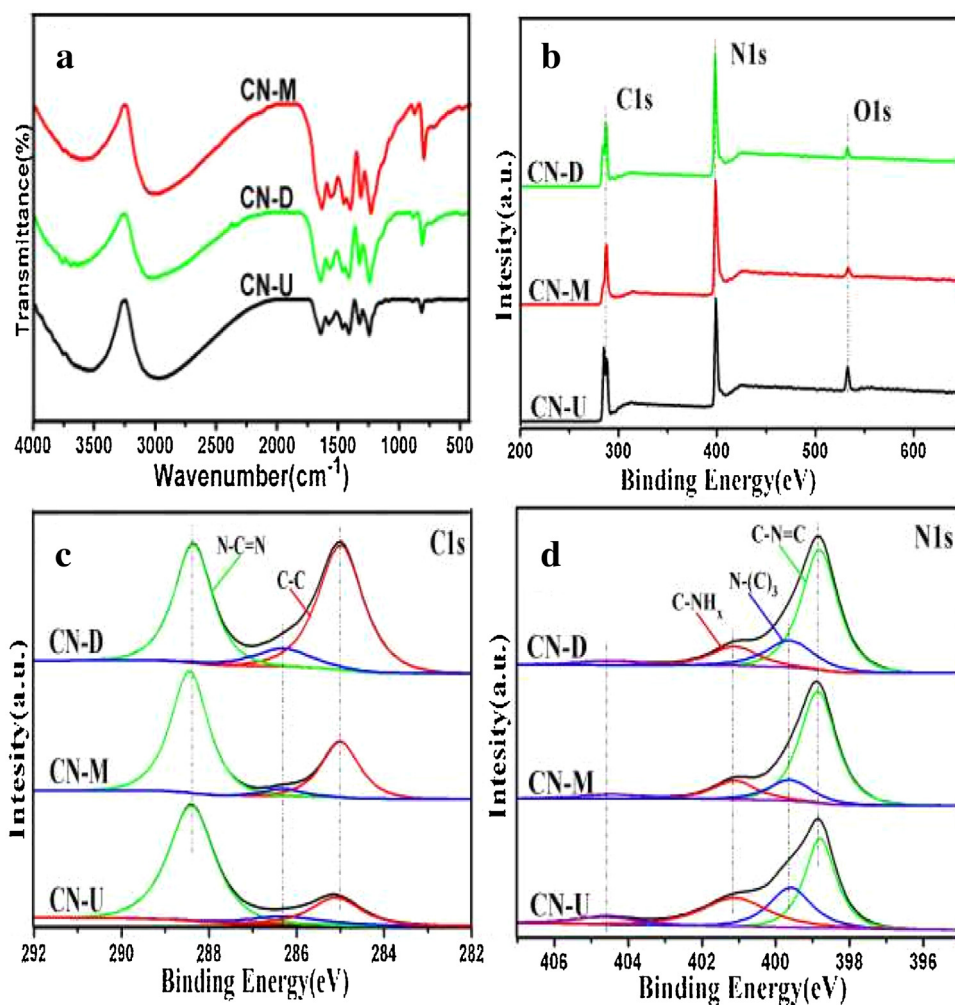 a
CN-M
CN-D
CN-U
Transmittance(%)
4000 3500 3000 2500 2000 1500 1000 500
Wavenumber(cm-1)
b
N1s
C1s
O1s
CN-D
CN-M
CN-U
Intesity(a.u.)
200 300 400 500 600
Binding Energy(eV)
c
C1s
N-C=N
C-C
CN-D
CN-M
CN-U
Intesity(a.u.)
292 290 288 286 284 282
Binding Energy(eV)
d
N1s
C-N=C
N-(C)3
C-NHx
CN-D
CN-M
CN-U
Intesity(a.u.)
406 404 402 400 398 396
Binding Energy(eV)